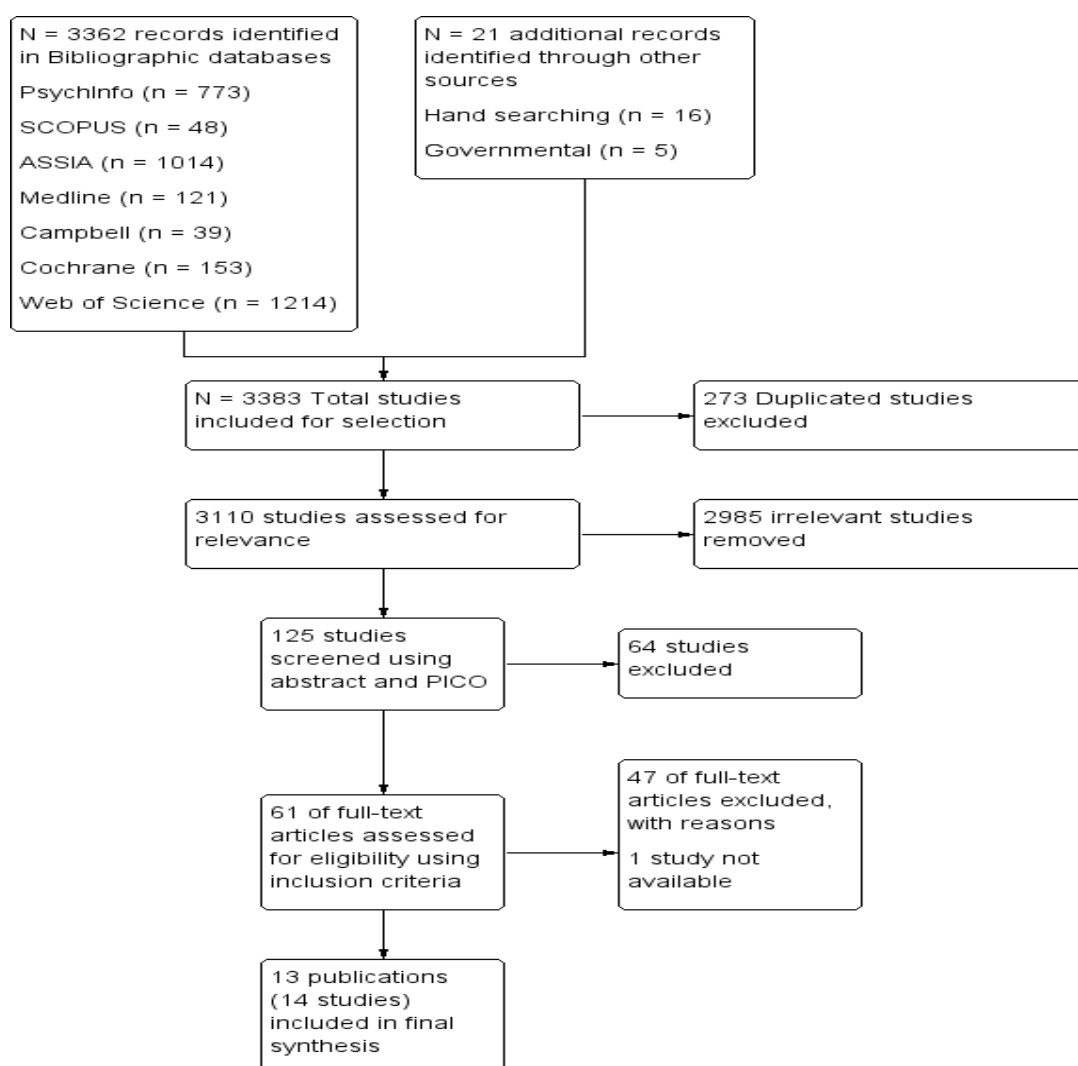 N = 3362 records identified
in Bibliographic databases
PsychInfo (n = 773)
SCOPUS (n = 48)
ASSIA (n = 1014)
Medline (n = 121)
Campbell (n = 39)
Cochrane (n = 153)
Web of Science (n = 1214)
N = 21 additional records
identified through other
sources
Hand searching (n = 16)
Governmental (n = 5)
N = 3383 Total studies
included for selection
273 Duplicated studies
excluded
3110 studies assessed for
relevance
2985 irrelevant studies
removed
125 studies
screened using
abstract and PICO
64 studies
excluded
61 of full-text
articles assessed
for eligibility using
inclusion criteria
47 of full-text
articles excluded,
with reasons
1 study not
available
13 publications
(14 studies)
included in final
synthesis